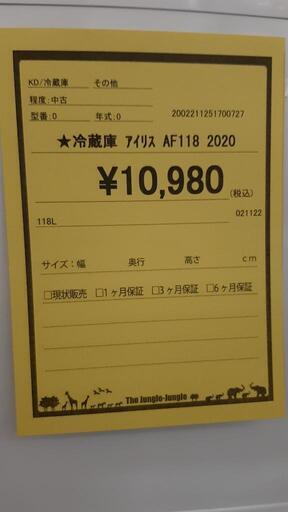 KD/冷蔵庫 その他
程度:中古
型番:0 年式:0 2002211251700727
★冷蔵庫 アイリス AF118 2020
¥10,980(税込)
118L 021122
サイズ:幅 奥行 高さ cm
□現状販売 □1ヶ月保証 □3ヶ月保証 □6ヶ月保証
The Jungle-Jungle